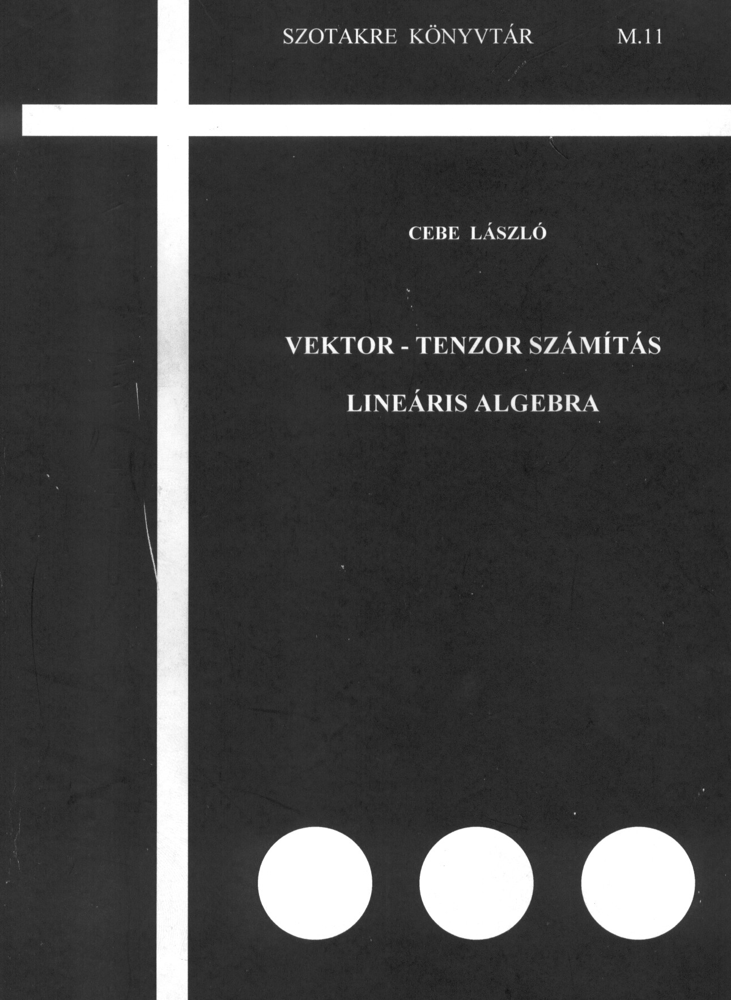 SZOTAKRE KÖNYVTÁR M.11
CEBE LÁSZLÓ
VEKTOR - TENZOR SZÁMÍTÁS
LINEÁRIS ALGEBRA